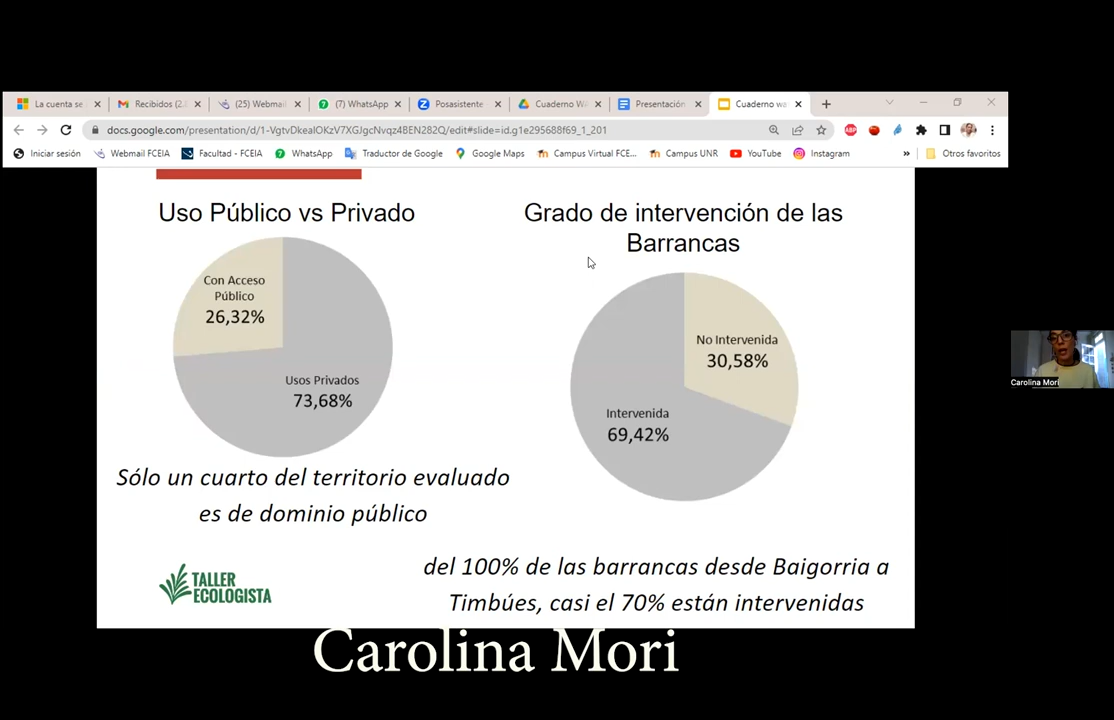 La cuenta se
Recibidos (2.
(25) Webmail
(7) WhatsApp
Posasistente
Cuaderno W
Presentación
Cuaderno wa
docs.google.com/presentation/d/1-VgtvDkealOKzV7XGJgcNvqz4BEN282Q/edit#slide=id.g1e295688f69_1_201
ABP
Iniciar sesión
Webmail FCEIA
Facultad - FCEIA
WhatsApp
Traductor de Google
Google Maps
Campus Virtual FCE...
Campus UNR
YouTube
Instagram
»
Otros favoritos
Uso Público vs Privado
Con Acceso
Público
26,32%
Usos Privados
73,68%
Sólo un cuarto del territorio evaluado
es de dominio público
Grado de intervención de las
Barrancas
No Intervenida
30,58%
Intervenida
69,42%
del 100% de las barrancas desde Baigorria a
Timbúes, casi el 70% están intervenidas
TALLER
ECOLOGISTA
Carolina Mori
Carolina Mori